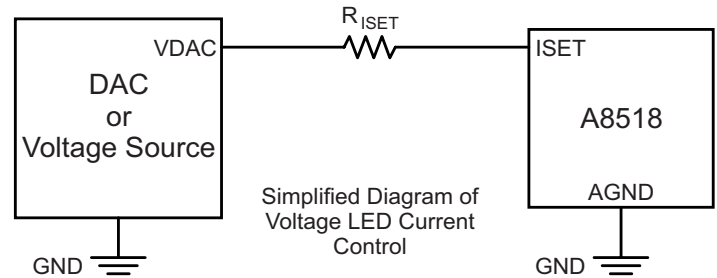 R_ISET
VDAC
DAC
or
Voltage Source
GND
ISET
A8518
AGND
GND
Simplified Diagram of
Voltage LED Current
Control